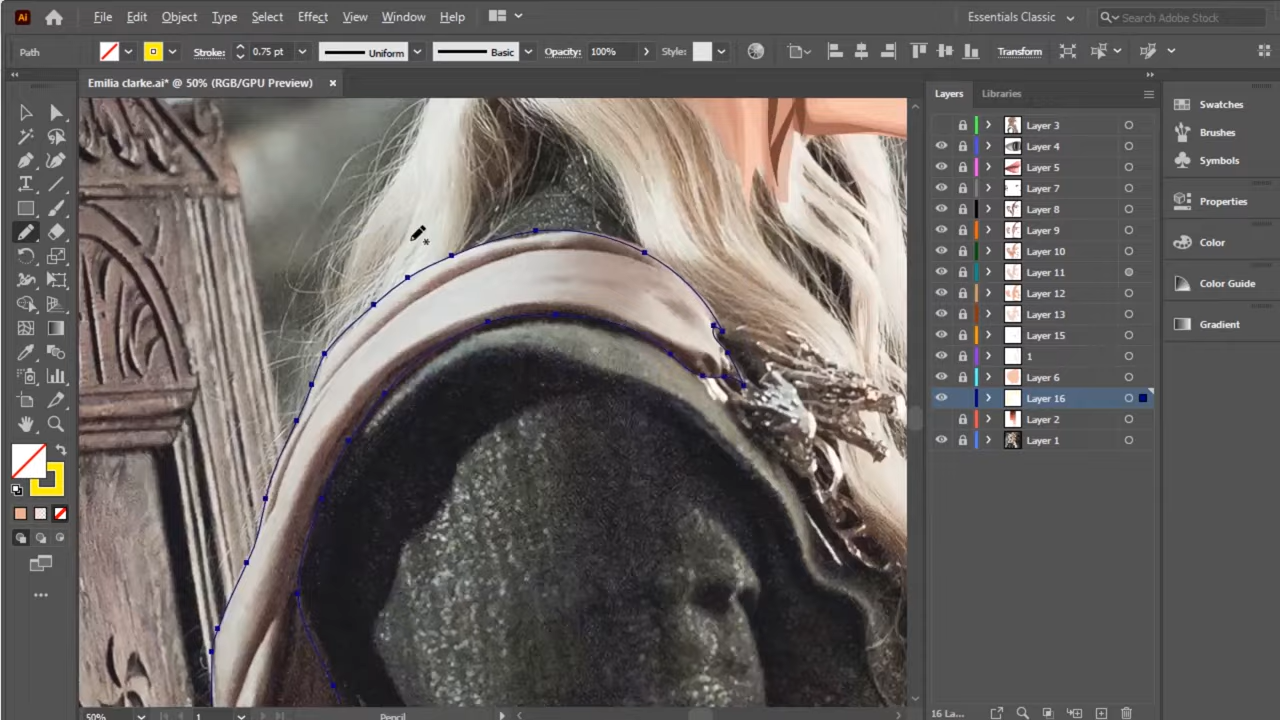 Ai File Edit Object Type Select Effect View Window Help Essentials Classic Search Adobe Stock
Path Stroke: 0.75 pt Uniform Basic Opacity: 100% Style: Transform
Emilia clarke.ai* @ 50% (RGB/GPU Preview) ×
Layers Libraries
Layer 3
Layer 4
Layer 5
Layer 7
Layer 8
Layer 9
Layer 10
Layer 11
Layer 12
Layer 13
Layer 15
1
Layer 6
Layer 16
Layer 2
Layer 1
Swatches
Brushes
Symbols
Properties
Color
Color Guide
Gradient
50% 1 Pencil
16 La...